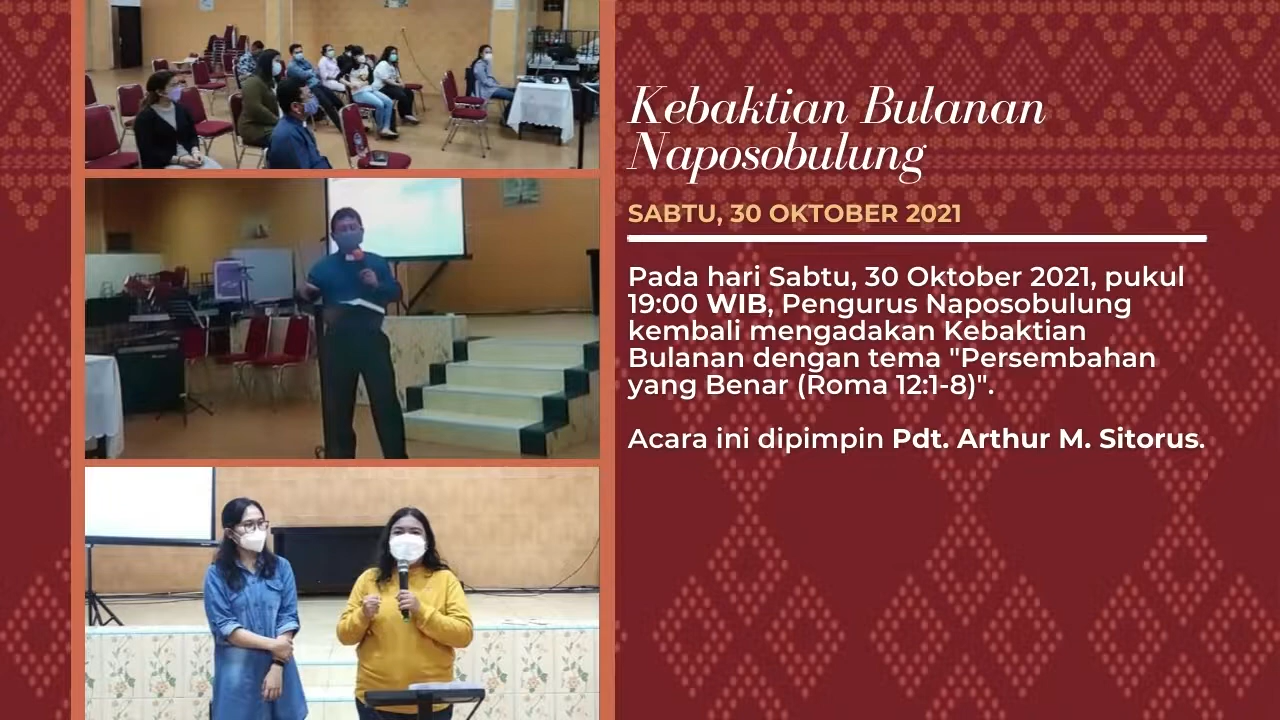 Kebaktian Bulanan
Naposobulung
SABTU, 30 OKTOBER 2021
Pada hari Sabtu, 30 Oktober 2021, pukul
19:00 WIB, Pengurus Naposobulung
kembali mengadakan Kebaktian
Bulanan dengan tema "Persembahan
yang Benar (Roma 12:1-8)".
Acara ini dipimpin Pdt. Arthur M. Sitorus.